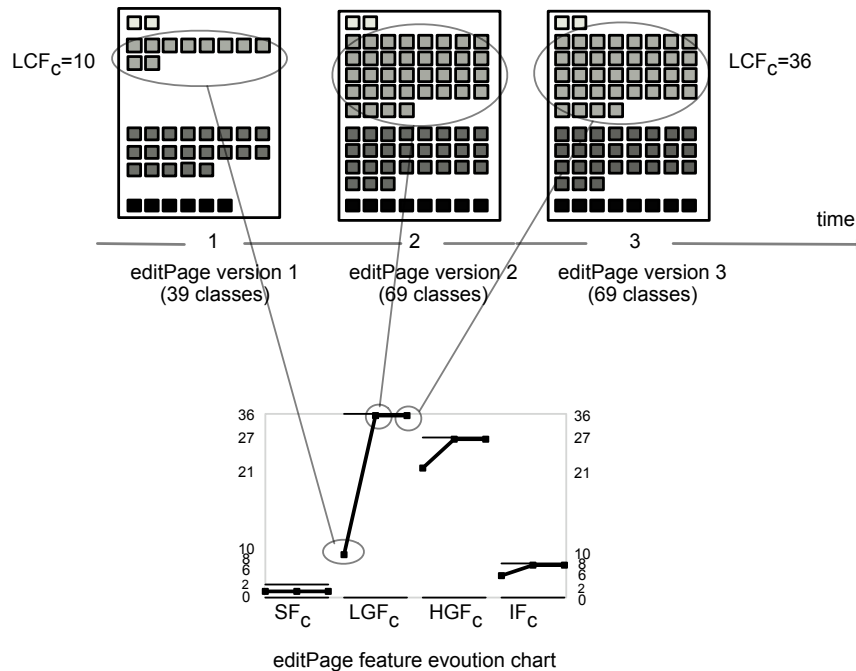 LCFC=10
LCFC=36
time
1
2
3
editPage version 1
(39 classes)
editPage version 2
(69 classes)
editPage version 3
(69 classes)
36
27
21
10
8
6
2
0
36
27
21
10
8
6
2
0
SFC
LGFC
HGFC
IFC
editPage feature evoution chart